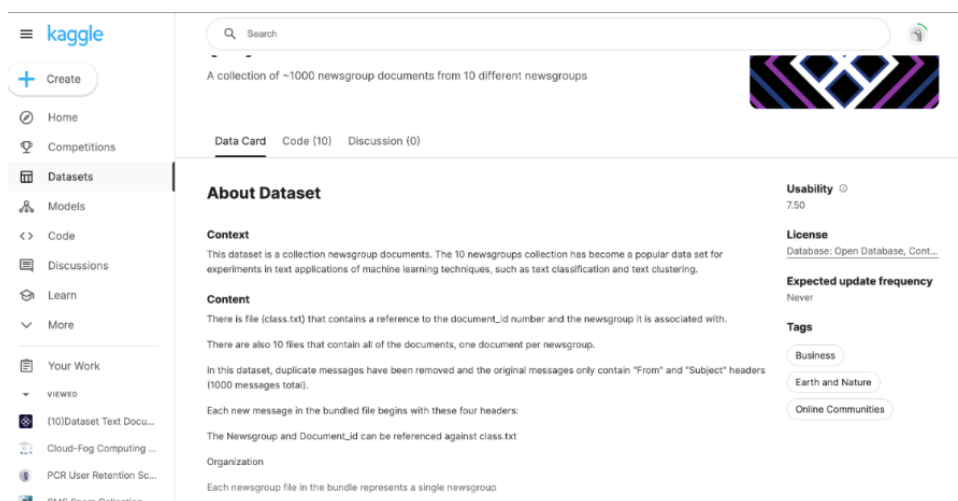 kaggle
Search
Create
Home
Competitions
Datasets
Models
Code
Discussions
Learn
More
Your Work
VIEWED
(10)Dataset Text Docu...
Cloud-Fog Computing ...
PCR User Retention Sc...
SMS Spam Collection
A collection of ~1000 newsgroup documents from 10 different newsgroups
Data Card Code (10) Discussion (0)
About Dataset
Context
This dataset is a collection newsgroup documents. The 10 newsgroups collection has become a popular data set for
experiments in text applications of machine learning techniques, such as text classification and text clustering.
Content
There is file (class.txt) that contains a reference to the document_id number and the newsgroup it is associated with.
There are also 10 files that contain all of the documents, one document per newsgroup.
In this dataset, duplicate messages have been removed and the original messages only contain "From" and "Subject" headers
(1000 messages total).
Each new message in the bundled file begins with these four headers:
The Newsgroup and Document_id can be referenced against class.txt
Organization
Each newsgroup file in the bundle represents a single newsgroup
Usability
7.50
License
Database: Open Database, Cont...
Expected update frequency
Never
Tags
Business
Earth and Nature
Online Communities